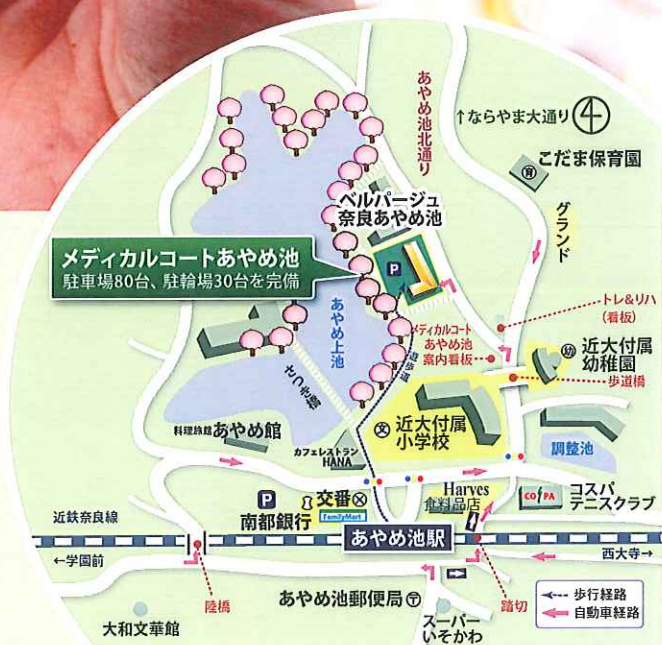 あやめ池北通り
↑ならやま大通り
こだま保育園
グランド
ベルパージュ
奈良あやめ池
メディカルコートあやめ池
駐車場80台、駐輪場30台を完備
P
トレ&リハ
(看板)
あやめ上池
メディカルコート
あやめ池
案内看板
遊歩道
近大付属
幼稚園
歩道橋
さつき橋
近大付属
小学校
調整池
料理旅館あやめ館
カフェレストラン
HANA
Harves
食料品店
CO PA
コスパ
テニスクラブ
P
南都銀行
交番
FamilyMart
近鉄奈良線
あやめ池駅
←学園前
西大寺→
陸橋
あやめ池郵便局
踏切
歩行経路
自動車経路
大和文華館
スーパー
いそかわ